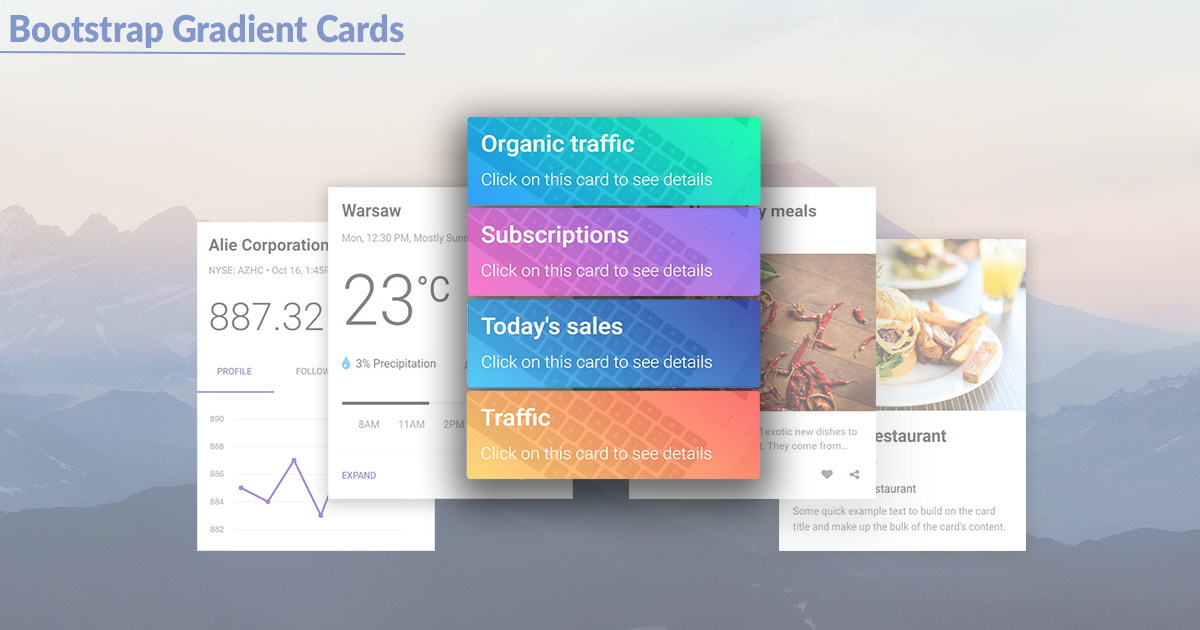 Bootstrap Gradient Cards
Organic traffic
Click on this card to see details
Subscriptions
Click on this card to see details
Today's sales
Click on this card to see details
Traffic
Click on this card to see details
Alie Corporation
NYSE: AZHC • Oct 16, 1:45P
887.32
PROFILE
FOLLOW
890
888
886
884
882
Warsaw
Mon, 12:30 PM, Mostly Sunn
23°C
3% Precipitation
8AM 11AM 2PM
EXPAND
y meals
exotic new dishes to
t. They come from...
estaurant
staurant
Some quick example text to build on the card
title and make up the bulk of the card's content.